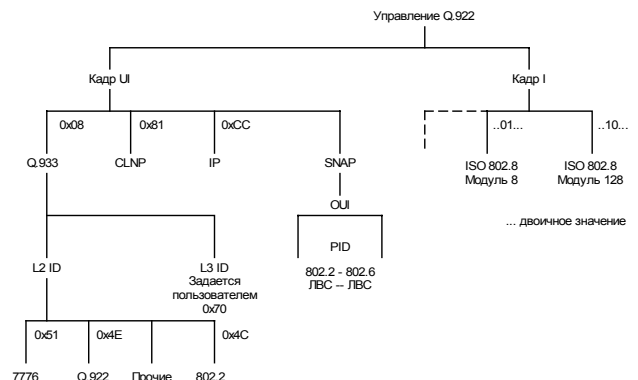 Управление Q.922
Кадр UI
Кадр I
0x08
0x81
0xCC
..01...
..10...
Q.933
CLNP
IP
SNAP
ISO 802.8
Модуль 8
ISO 802.8
Модуль 128
OUI
... двоичное значение
PID
L2 ID
L3 ID
Задается
пользователем
0x70
802.2 - 802.6
ЛВС -- ЛВС
0x51
0x4E
0x4C
7776
Q.922
Прочие
802.2